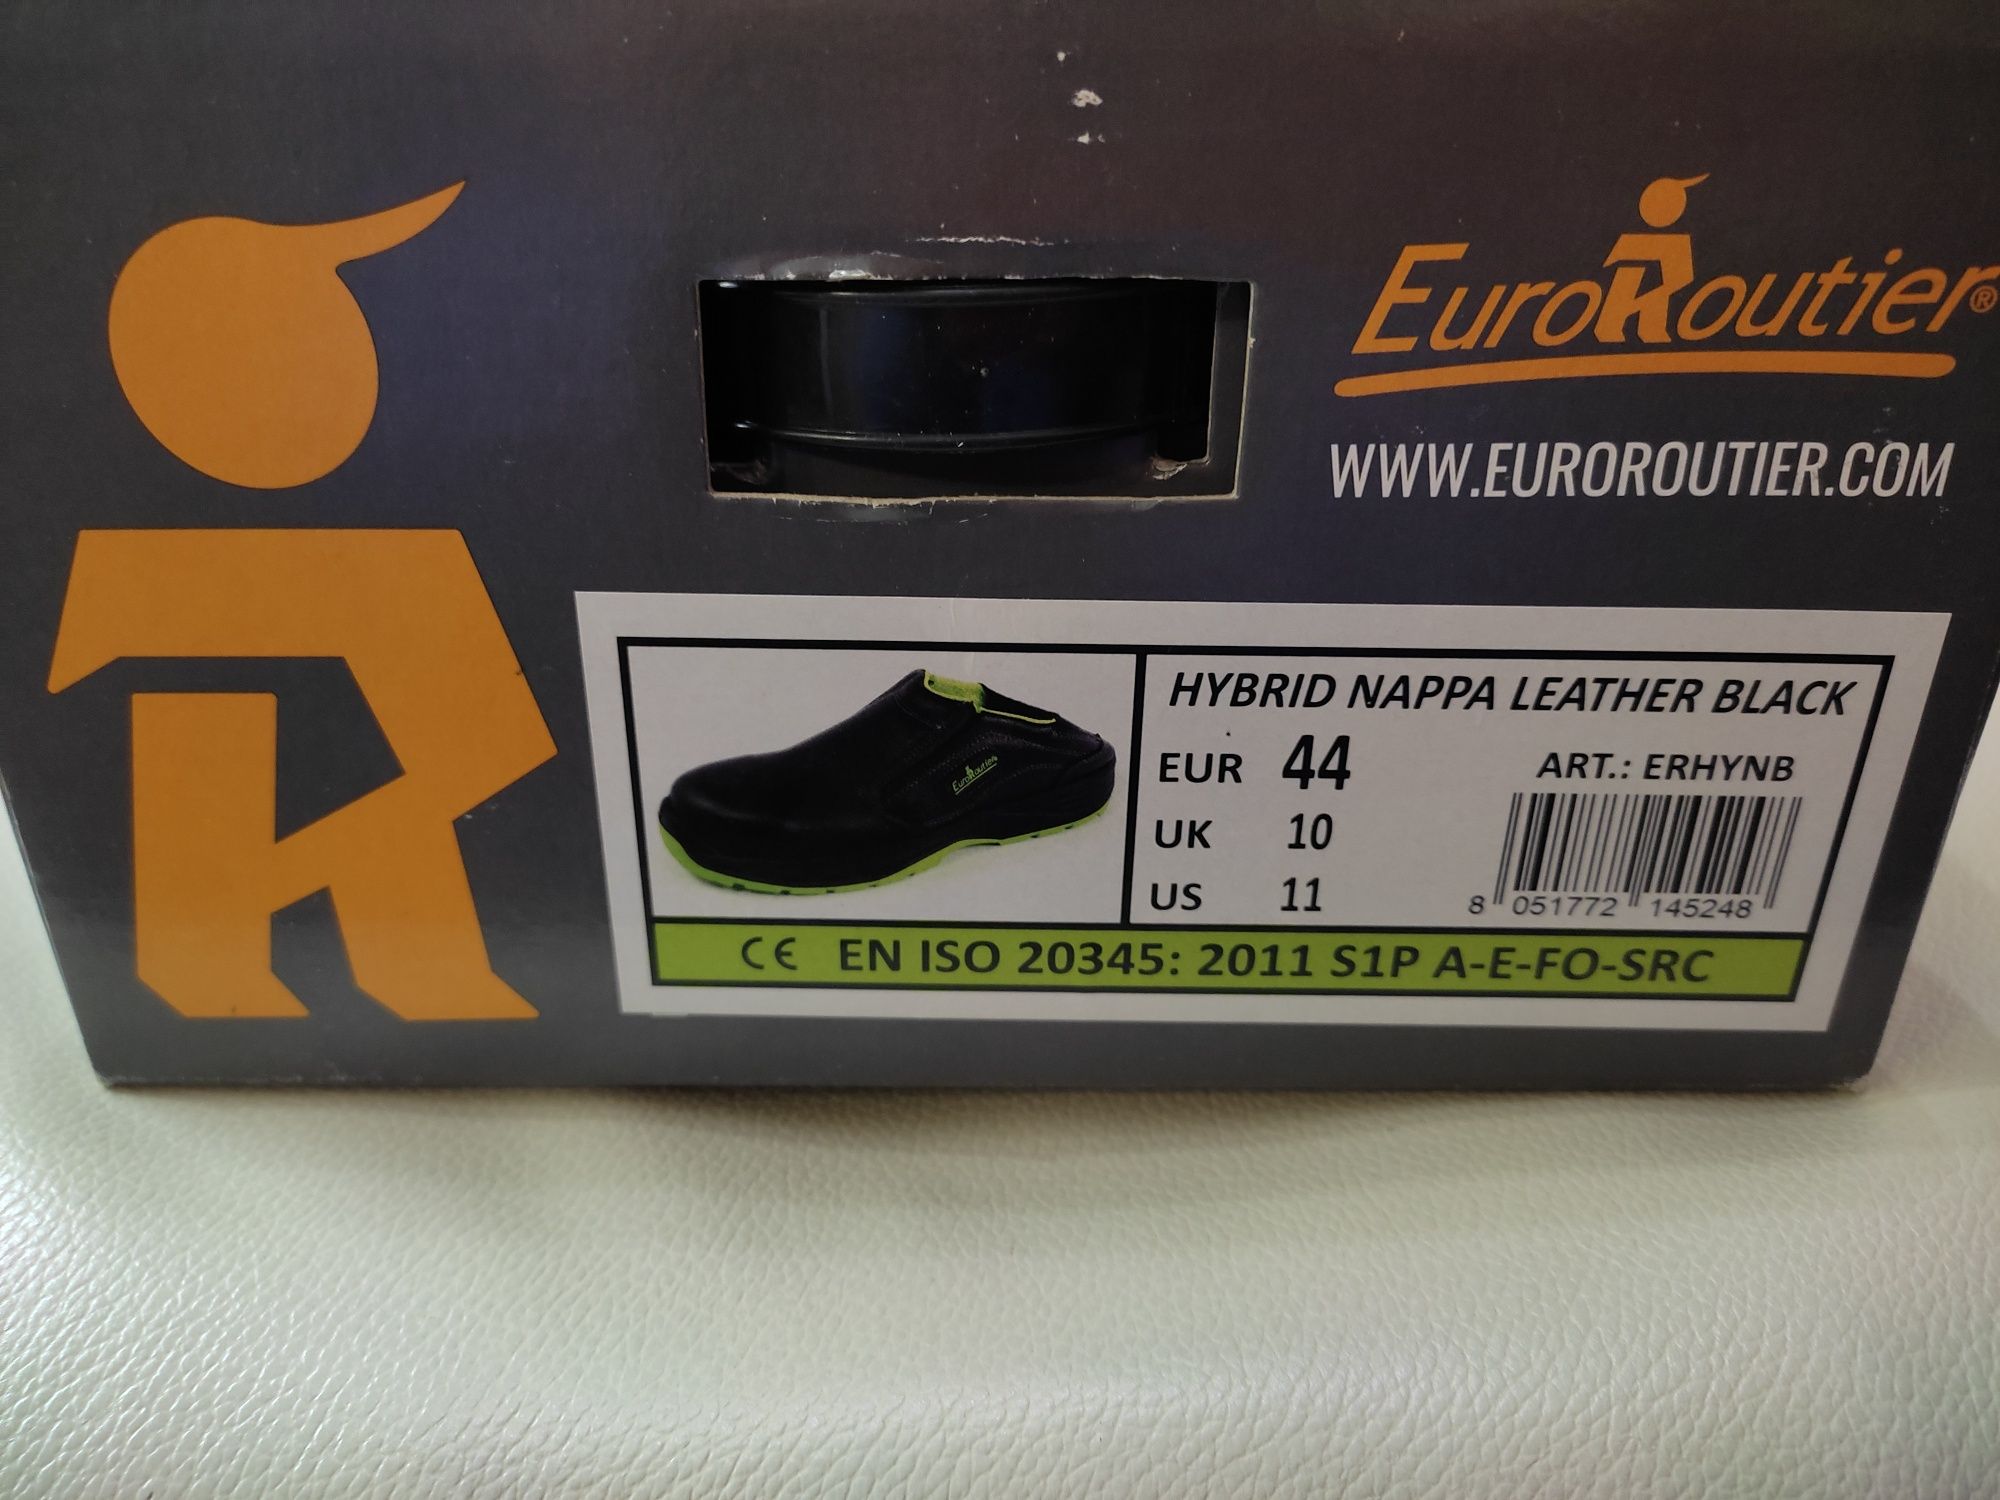 EuroRoutier®
WWW.EUROROUTIER.COM
EuroRoutier
HYBRID NAPPA LEATHER BLACK
EUR 44
ART.: ERHYNB
UK 10
US 11
8 051772 145248
CE EN ISO 20345: 2011 S1P A-E-FO-SRC